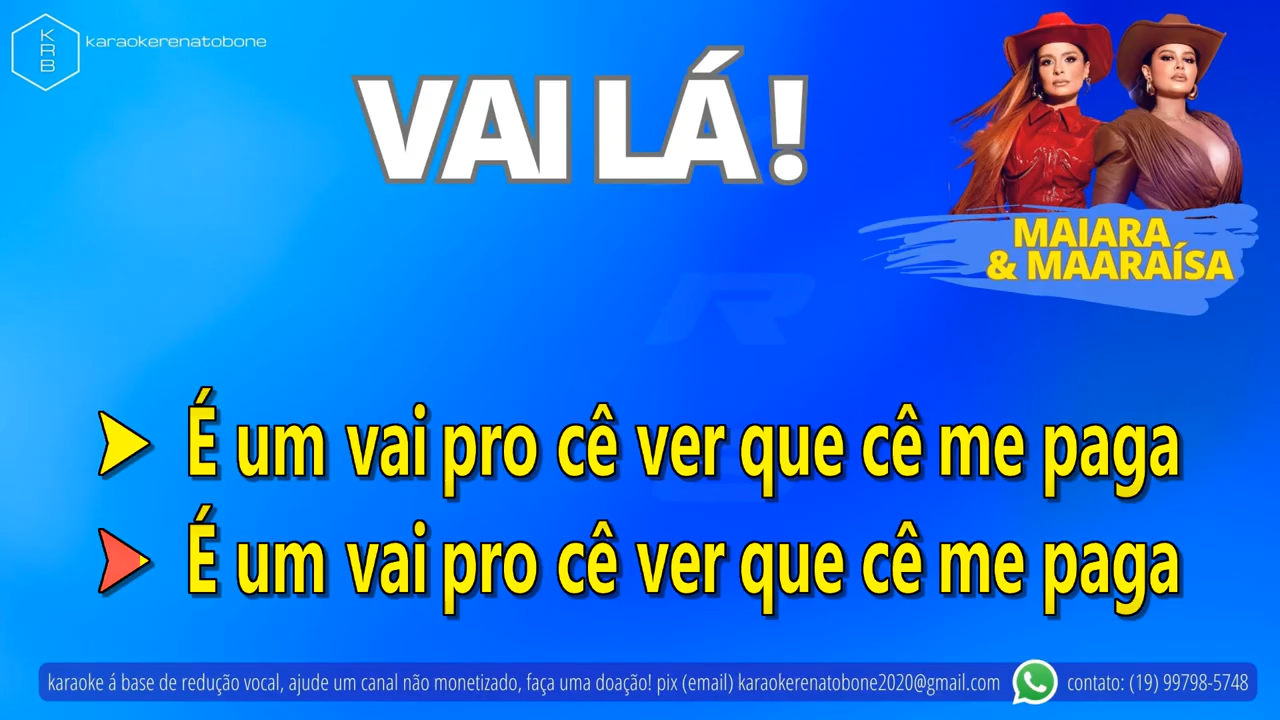 KRB
karaokerenatobone
VAI LÁ!
MAIARA
& MAARAÍSA
É um vai pro cê ver que cê me paga
É um vai pro cê ver que cê me paga
karaoke á base de redução vocal, ajude um canal não monetizado, faça uma doação! pix (email) karaokerenatobone2020@gmail.com contato: (19) 99798-5748